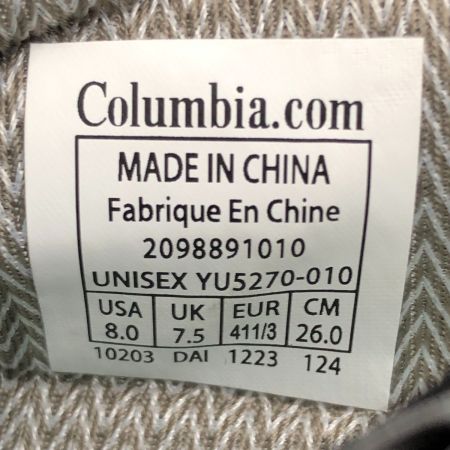 Columbia.com
MADE IN CHINA
Fabrique En Chine
2098891010
UNISEX YU5270-010
USA UK EUR CM
8.0 7.5 411/3 26.0
10203 DAI 1223 124